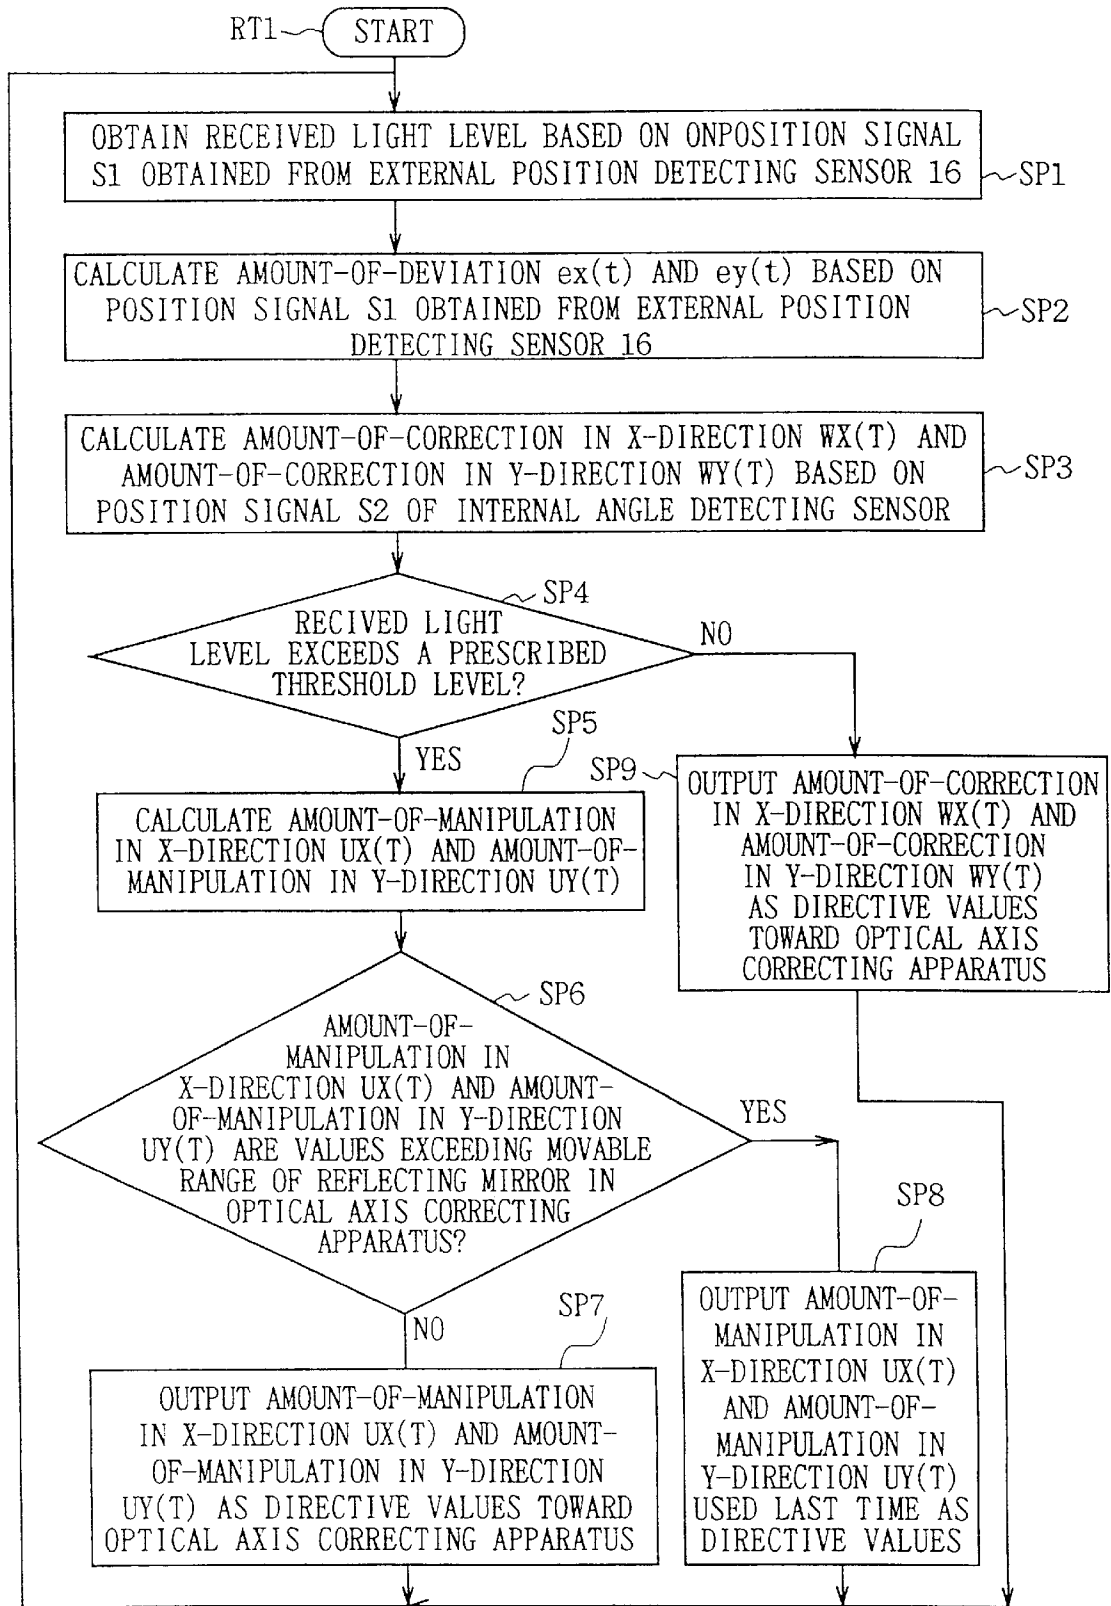 RT1
START
OBTAIN RECEIVED LIGHT LEVEL BASED ON ONPOSITION SIGNAL
S1 OBTAINED FROM EXTERNAL POSITION DETECTING SENSOR 16
SP1
CALCULATE AMOUNT-OF-DEVIATION ex(t) AND ey(t) BASED ON
POSITION SIGNAL S1 OBTAINED FROM EXTERNAL POSITION
DETECTING SENSOR 16
SP2
CALCULATE AMOUNT-OF-CORRECTION IN X-DIRECTION WX(T) AND
AMOUNT-OF-CORRECTION IN Y-DIRECTION WY(T) BASED ON
POSITION SIGNAL S2 OF INTERNAL ANGLE DETECTING SENSOR
SP3
SP4
RECIVED LIGHT
LEVEL EXCEEDS A PRESCRIBED
THRESHOLD LEVEL?
NO
YES
SP5
CALCULATE AMOUNT-OF-MANIPULATION
IN X-DIRECTION UX(T) AND AMOUNT-OF-
MANIPULATION IN Y-DIRECTION UY(T)
SP9
OUTPUT AMOUNT-OF-CORRECTION
IN X-DIRECTION WX(T) AND
AMOUNT-OF-CORRECTION
IN Y-DIRECTION WY(T)
AS DIRECTIVE VALUES
TOWARD OPTICAL AXIS
CORRECTING APPARATUS
SP6
AMOUNT-OF-
MANIPULATION IN
X-DIRECTION UX(T) AND AMOUNT-
OF-MANIPULATION IN Y-DIRECTION
UY(T) ARE VALUES EXCEEDING MOVABLE
RANGE OF REFLECTING MIRROR IN
OPTICAL AXIS CORRECTING
APPARATUS?
YES
NO
SP7
OUTPUT AMOUNT-OF-MANIPULATION
IN X-DIRECTION UX(T) AND AMOUNT-
OF-MANIPULATION IN Y-DIRECTION
UY(T) AS DIRECTIVE VALUES TOWARD
OPTICAL AXIS CORRECTING APPARATUS
SP8
OUTPUT AMOUNT-OF-
MANIPULATION IN
X-DIRECTION UX(T)
AND AMOUNT-OF-
MANIPULATION IN
Y-DIRECTION UY(T)
USED LAST TIME AS
DIRECTIVE VALUES